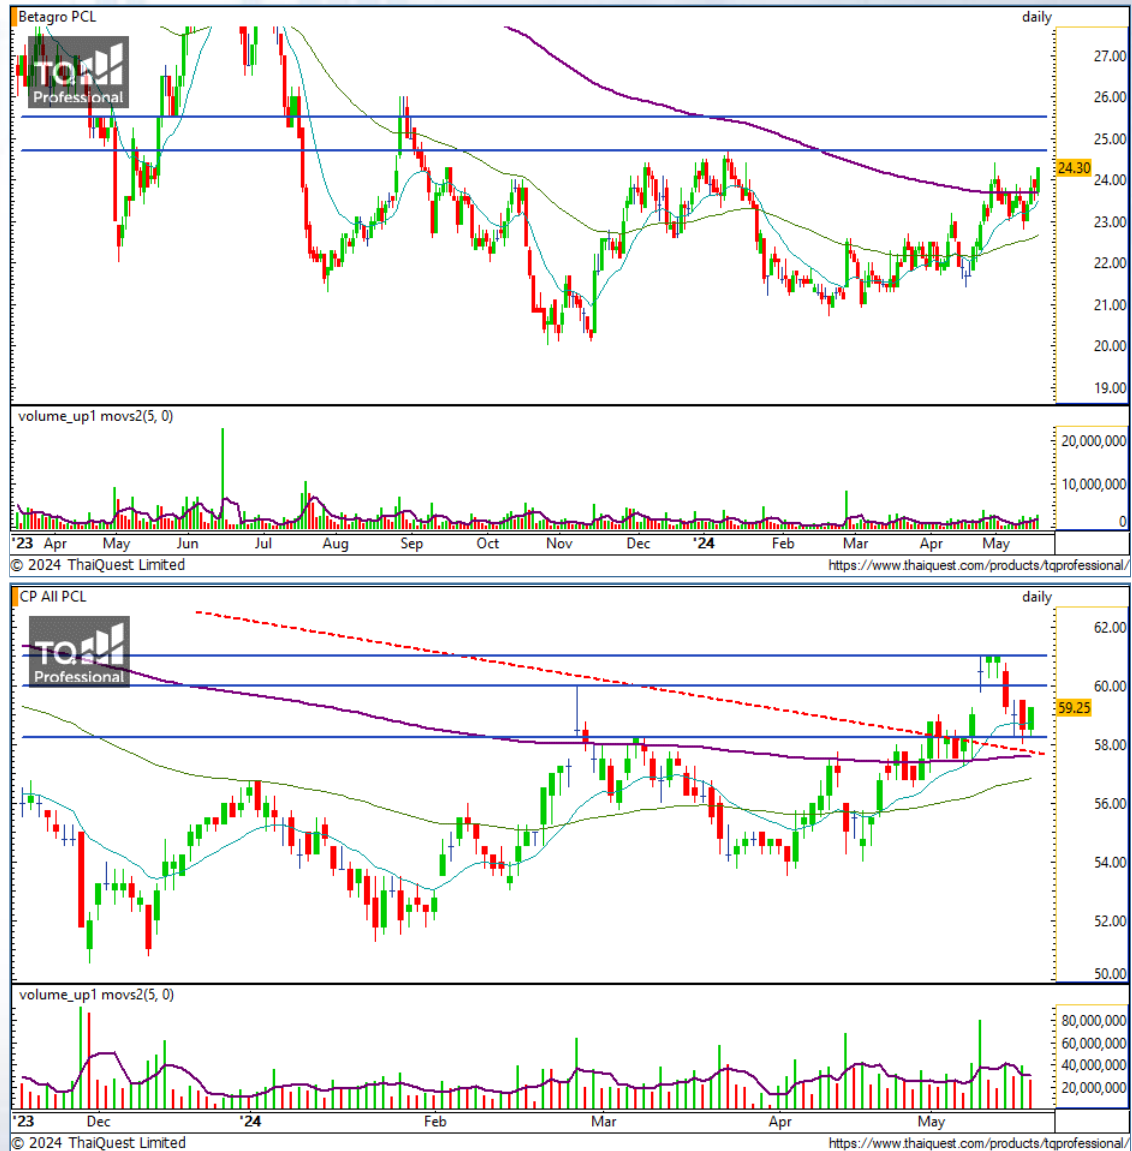 Betagro PCL daily
TQ Professional
27.00
26.00
25.00
24.30
24.00
23.00
22.00
21.00
20.00
19.00
volume_up1 movs2(5, 0)
20,000,000
10,000,000
0
'23 Apr May Jun Jul Aug Sep Oct Nov Dec '24 Feb Mar Apr May
© 2024 ThaiQuest Limited https://www.thaiquest.com/products/tqprofessional/
CP All PCL daily
TQ Professional
62.00
60.00
59.25
58.00
56.00
54.00
52.00
50.00
volume_up1 movs2(5, 0)
80,000,000
60,000,000
40,000,000
20,000,000
'23 Dec '24 Feb Mar Apr May
© 2024 ThaiQuest Limited https://www.thaiquest.com/products/tqprofessional/